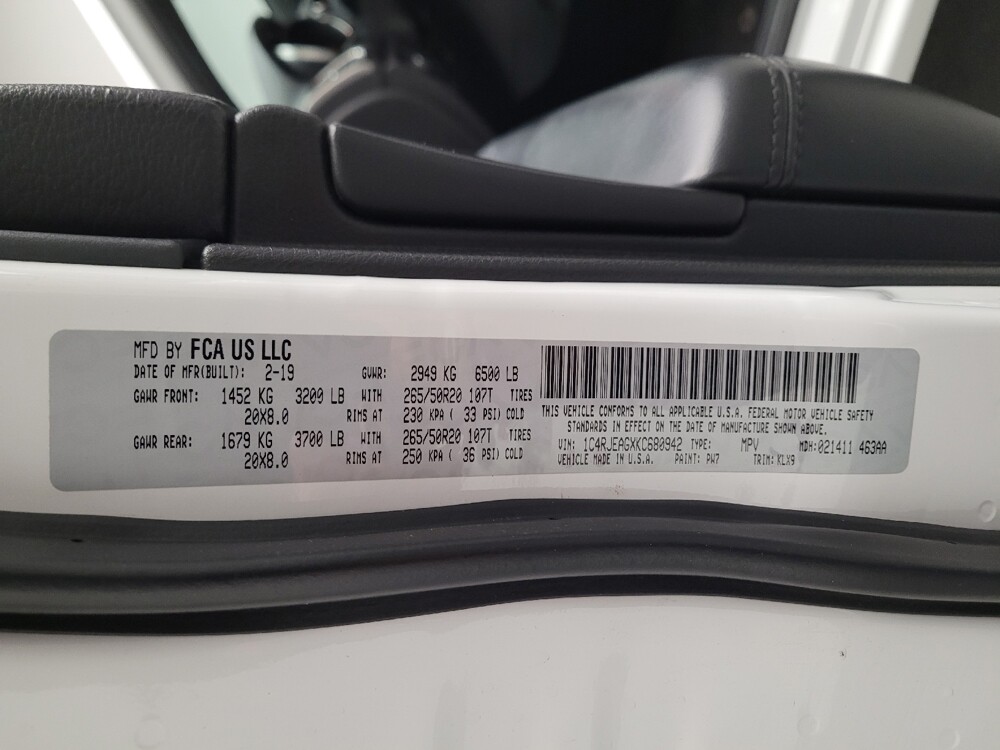 MFD BY FCA US LLC
DATE OF MFR(BUILT): 2-19 GVWR: 2949 KG 6500 LB
GAWR FRONT: 1452 KG 3200 LB WITH 265/50R20 107T TIRES
20X8.0 RIMS AT 230 KPA ( 33 PSI) COLD
GAWR REAR: 1679 KG 3700 LB WITH 265/50R20 107T TIRES
20X8.0 RIMS AT 250 KPA ( 36 PSI) COLD
THIS VEHICLE CONFORMS TO ALL APPLICABLE U.S.A. FEDERAL MOTOR VEHICLE SAFETY
STANDARDS IN EFFECT ON THE DATE OF MANUFACTURE SHOWN ABOVE.
VIN: 1C4RJEAGXKC680942 TYPE: MPV MDH:021411 463AA
VEHICLE MADE IN U.S.A. PAINT: PW7 TRIM: KLX9